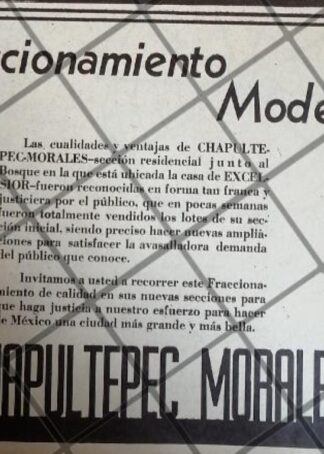 ccionamiento
Mode
Las cualidades y ventajas de CHAPULTE-
PEC-MORALES-sección residencial junto al
Bosque en la que está ubicada la casa de EXCEL-
SIOR-fueron reconocidas en forma tan franca y
justiciera por el público, que en pocas semanas
fueron totalmente vendidos los lotes de su sec-
ción inicial, siendo preciso hacer nuevas amplia-
ciones para satisfacer la avasalladora demanda
del público que conoce.
Invitamos a usted a recorrer este Fracciona-
miento de calidad en sus nuevas secciones para
que haga justicia a nuestro esfuerzo para hacer
de México una ciudad más grande y más bella.
HAPULTEPEC MORALE